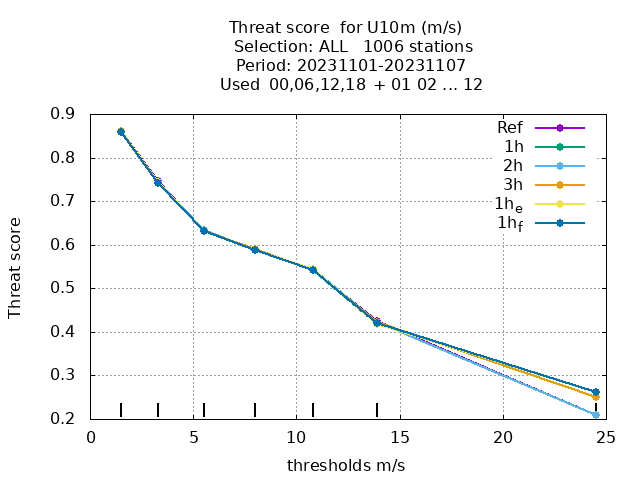 Threat score  for U10m (m/s)
Selection: ALL   1006 stations
Period: 20231101-20231107
Used  00,06,12,18  + 01 02 ... 12
Ref
1h
2h
3h
1he
1hf
Threat score
0.9
0.8
0.7
0.6
0.5
0.4
0.3
0.2
0 5 10 15 20 25
thresholds m/s